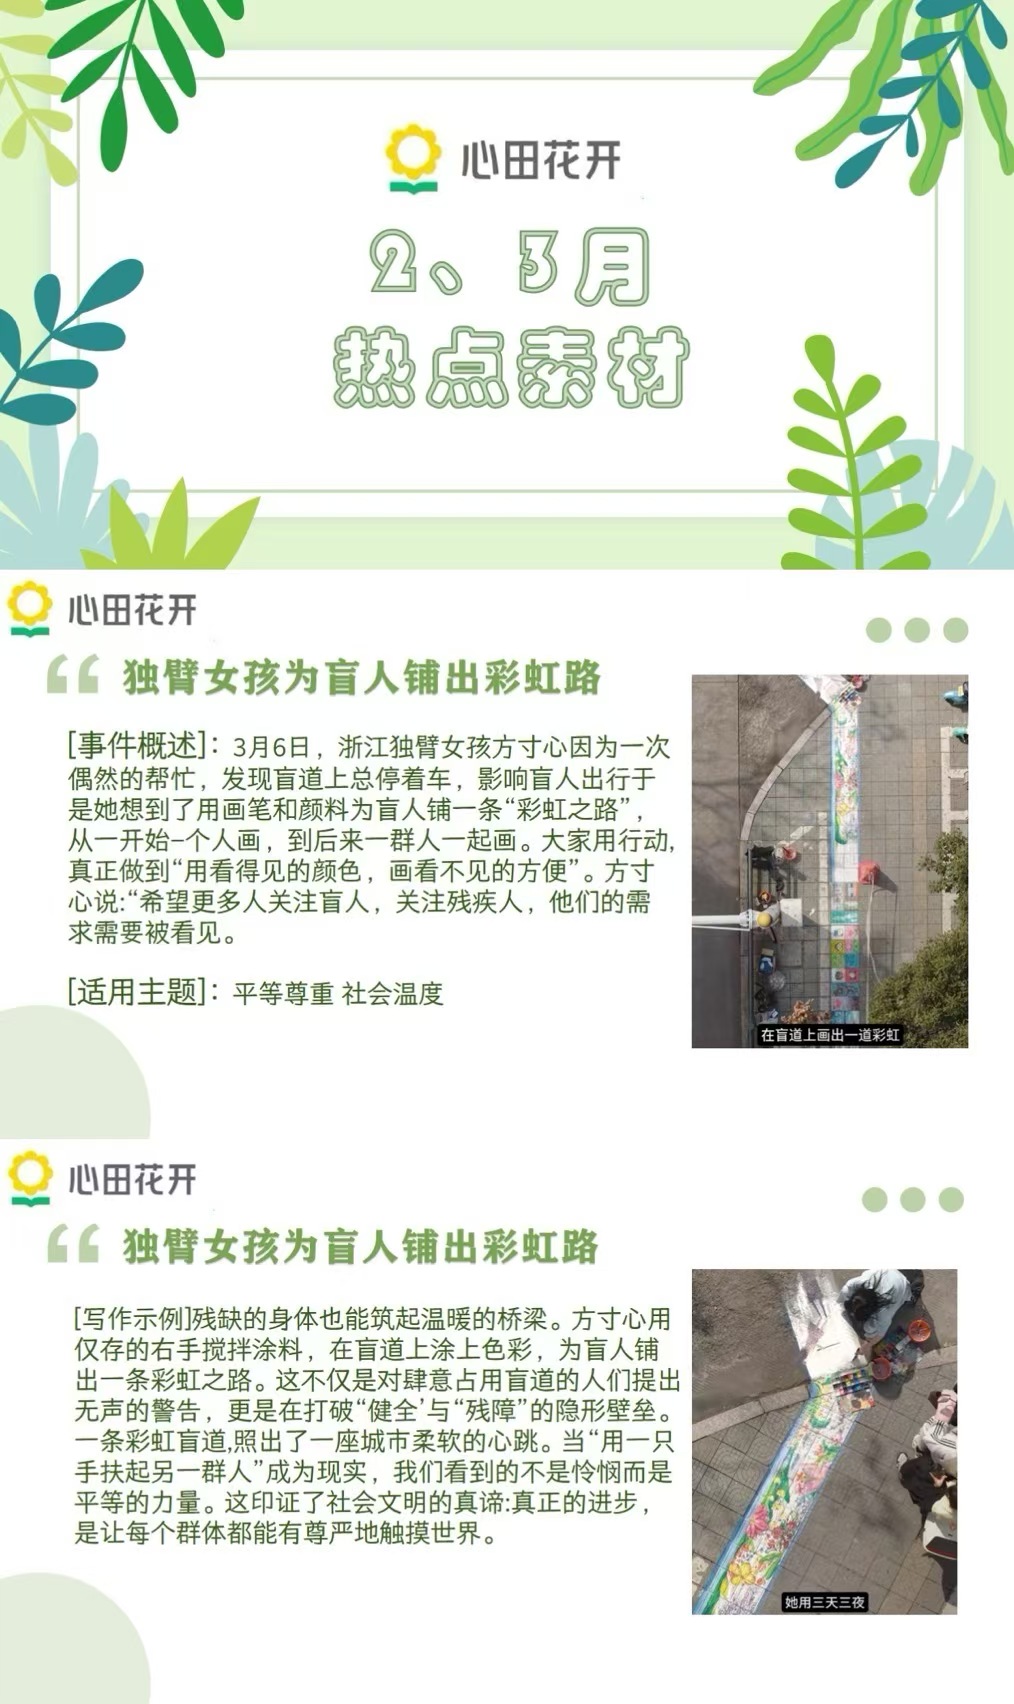 心田花开
2、3月
热点素材
心田花开
独臂女孩为盲人铺出彩虹路
[事件概述]：3月6日，浙江独臂女孩方寸心因为一次
偶然的帮忙，发现盲道上总停着车，影响盲人出行于
是她想到了用画笔和颜料为盲人铺一条“彩虹之路”，
从一开始一个人画，到后来一群人一起画。大家用行动，
真正做到“用看得见的颜色，画看不见的方便”。方寸
心说:“希望更多人关注盲人，关注残疾人，他们的需
求需要被看见。
[适用主题]：平等尊重 社会温度
在盲道上画出一道彩虹
心田花开
独臂女孩为盲人铺出彩虹路
[写作示例]残缺的身体也能筑起温暖的桥梁。方寸心用
仅存的右手搅拌涂料，在盲道上涂上色彩，为盲人铺
出一条彩虹之路。这不仅是对肆意占用盲道的人们提出
无声的警告，更是在打破“健全’与“残障”的隐形壁垒。
一条彩虹盲道,照出了一座城市柔软的心跳。当“用一只
手扶起另一群人”成为现实，我们看到的不是怜悯而是
平等的力量。这印证了社会文明的真谛:真正的进步，
是让每个群体都能有尊严地触摸世界。
她用三天三夜